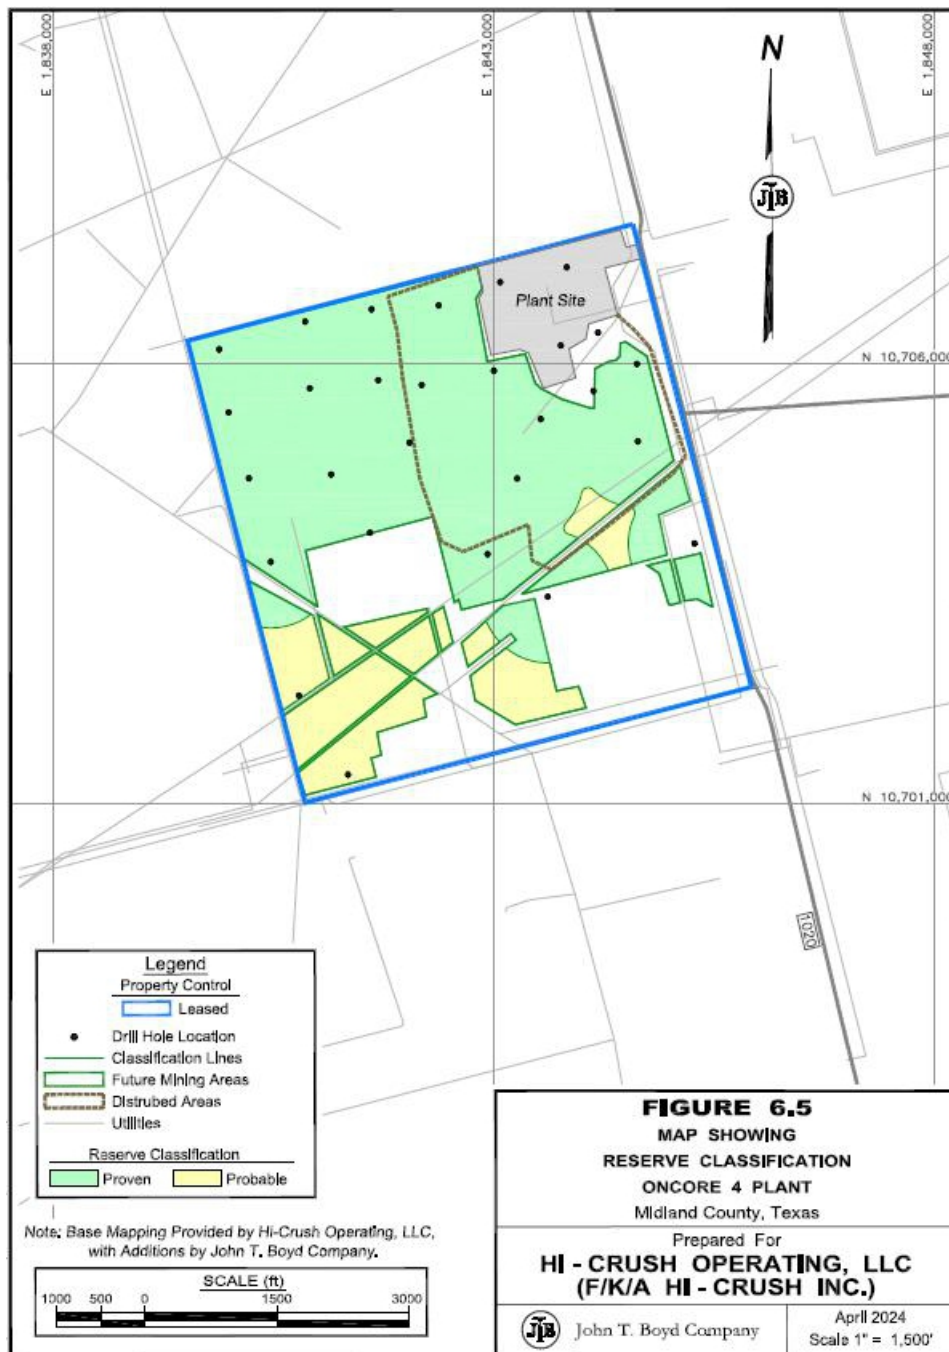 E 1,838,000
E 1,843,000
E 1,848,000
N
JTB
Plant Site
N 10,706,000
N 10,701,000
1020
Legend
Property Control
Leased
Drill Hole Location
Classification Lines
Future Mining Areas
Distrubed Areas
Utilities
Reserve Classification
Proven Probable
Note: Base Mapping Provided by Hi-Crush Operating, LLC,
with Additions by John T. Boyd Company.
SCALE (ft)
1000 500 0 1500 3000
FIGURE 6.5
MAP SHOWING
RESERVE CLASSIFICATION
ONCORE 4 PLANT
Midland County, Texas
Prepared For
HI-CRUSH OPERATING, LLC
(F/K/A HI-CRUSH INC.)
JTB John T. Boyd Company
April 2024
Scale 1" = 1,500'